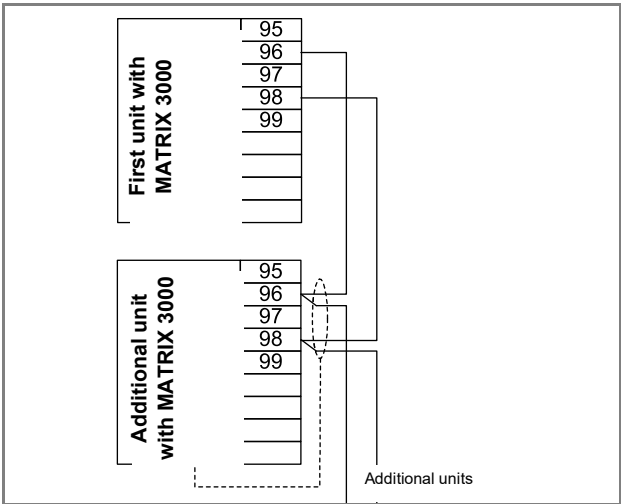 First unit with
MATRIX 3000
95
96
97
98
99
Additional unit
with MATRIX 3000
95
96
97
98
99
Additional units